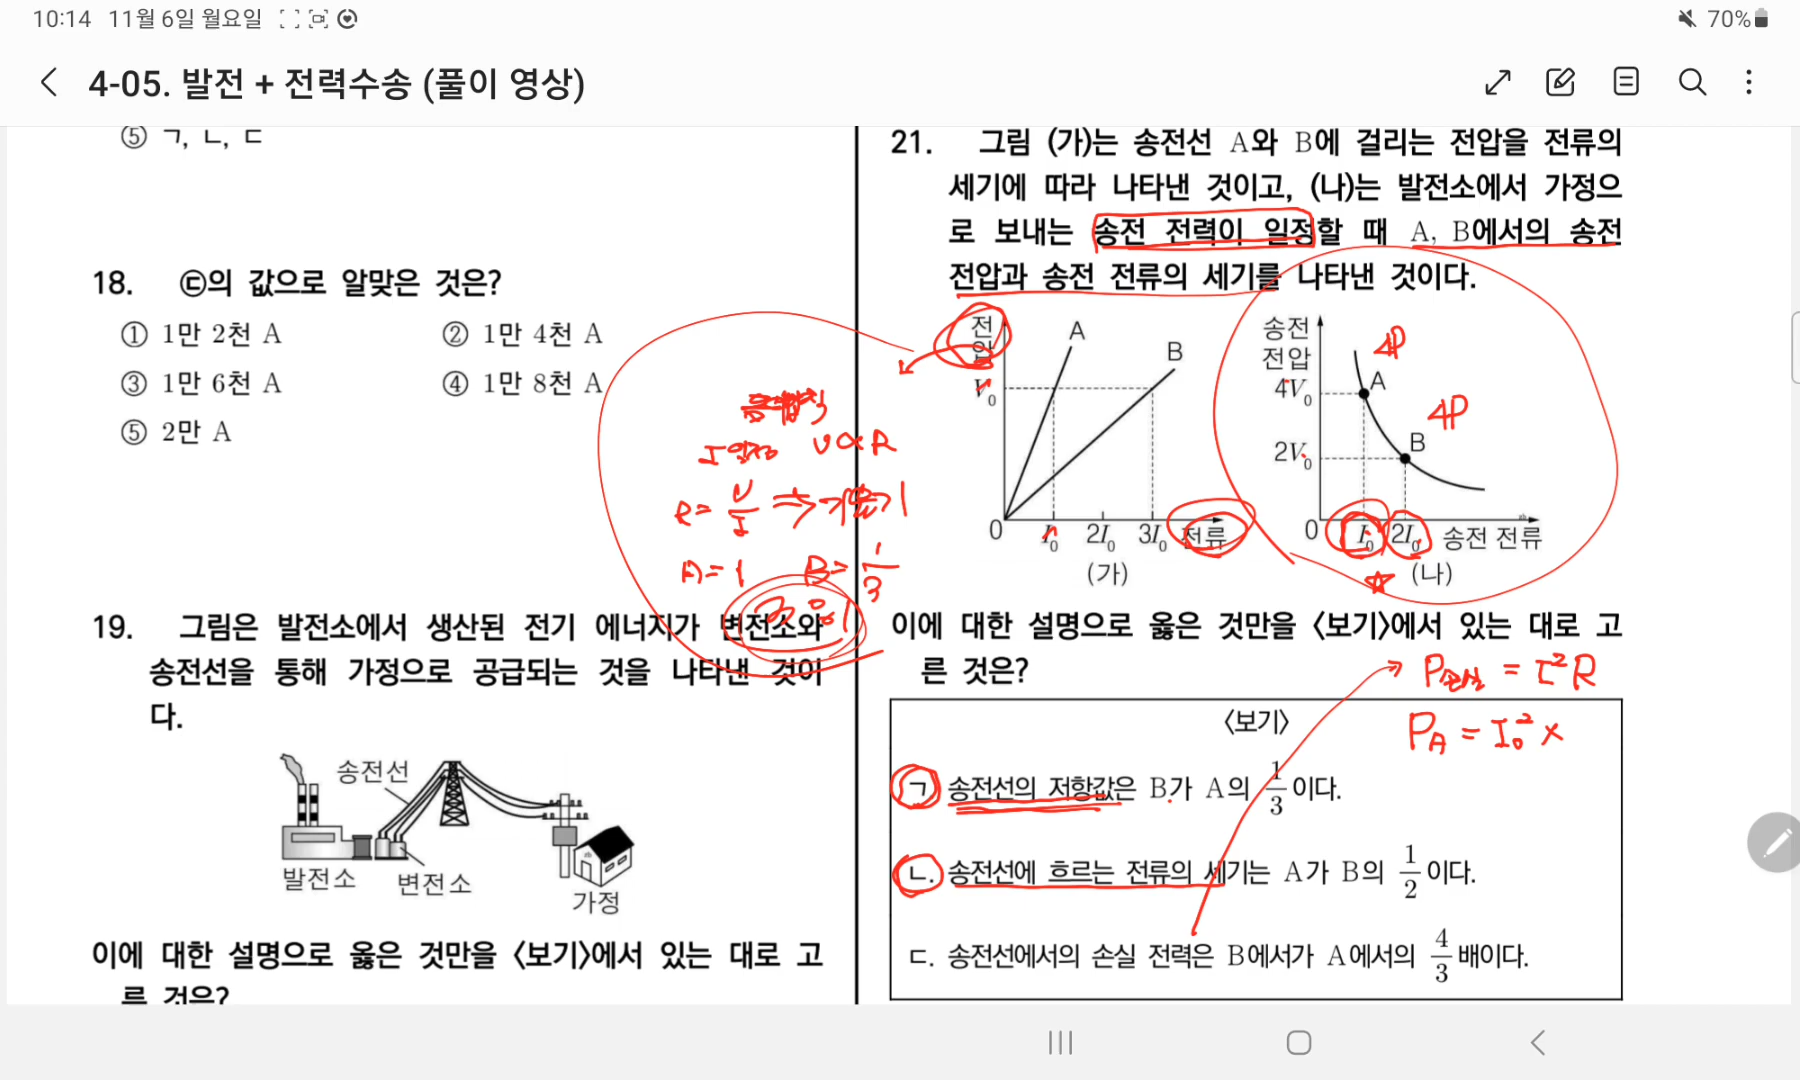 10:14 11월 6일 월요일
70%
4-05. 발전 + 전력수송 (풀이 영상)
⑤ ㄱ, ㄴ, ㄷ
18. ㉢의 값으로 알맞은 것은?
① 1만 2천 A ② 1만 4천 A
③ 1만 6천 A ④ 1만 8천 A
⑤ 2만 A
I 일정 V∝R
R= V/I ⇒ 기울기
A=1 B= 1/3
19. 그림은 발전소에서 생산된 전기 에너지가 변전소와
송전선을 통해 가정으로 공급되는 것을 나타낸 것이
다.
송전선
발전소
변전소
가정
이에 대한 설명으로 옳은 것만을 〈보기〉에서 있는 대로 고
른 것은?
21. 그림 (가)는 송전선 A와 B에 걸리는 전압을 전류의
세기에 따라 나타낸 것이고, (나)는 발전소에서 가정으
로 보내는 송전 전력이 일정할 때 A, B에서의 송전
전압과 송전 전류의 세기를 나타낸 것이다.
전압
A
B
V₀
0 I₀ 2I₀ 3I₀ 전류
(가)
송전
전압
4V₀
A
2V₀
B
0 I₀ 2I₀ 송전 전류
(나)
이에 대한 설명으로 옳은 것만을 〈보기〉에서 있는 대로 고
른 것은?
P손실 = I²R
P_A = I₀² ×
〈보기〉
ㄱ. 송전선의 저항값은 B가 A의 1/3이다.
ㄴ. 송전선에 흐르는 전류의 세기는 A가 B의 1/2이다.
ㄷ. 송전선에서의 손실 전력은 B에서가 A에서의 4/3배이다.